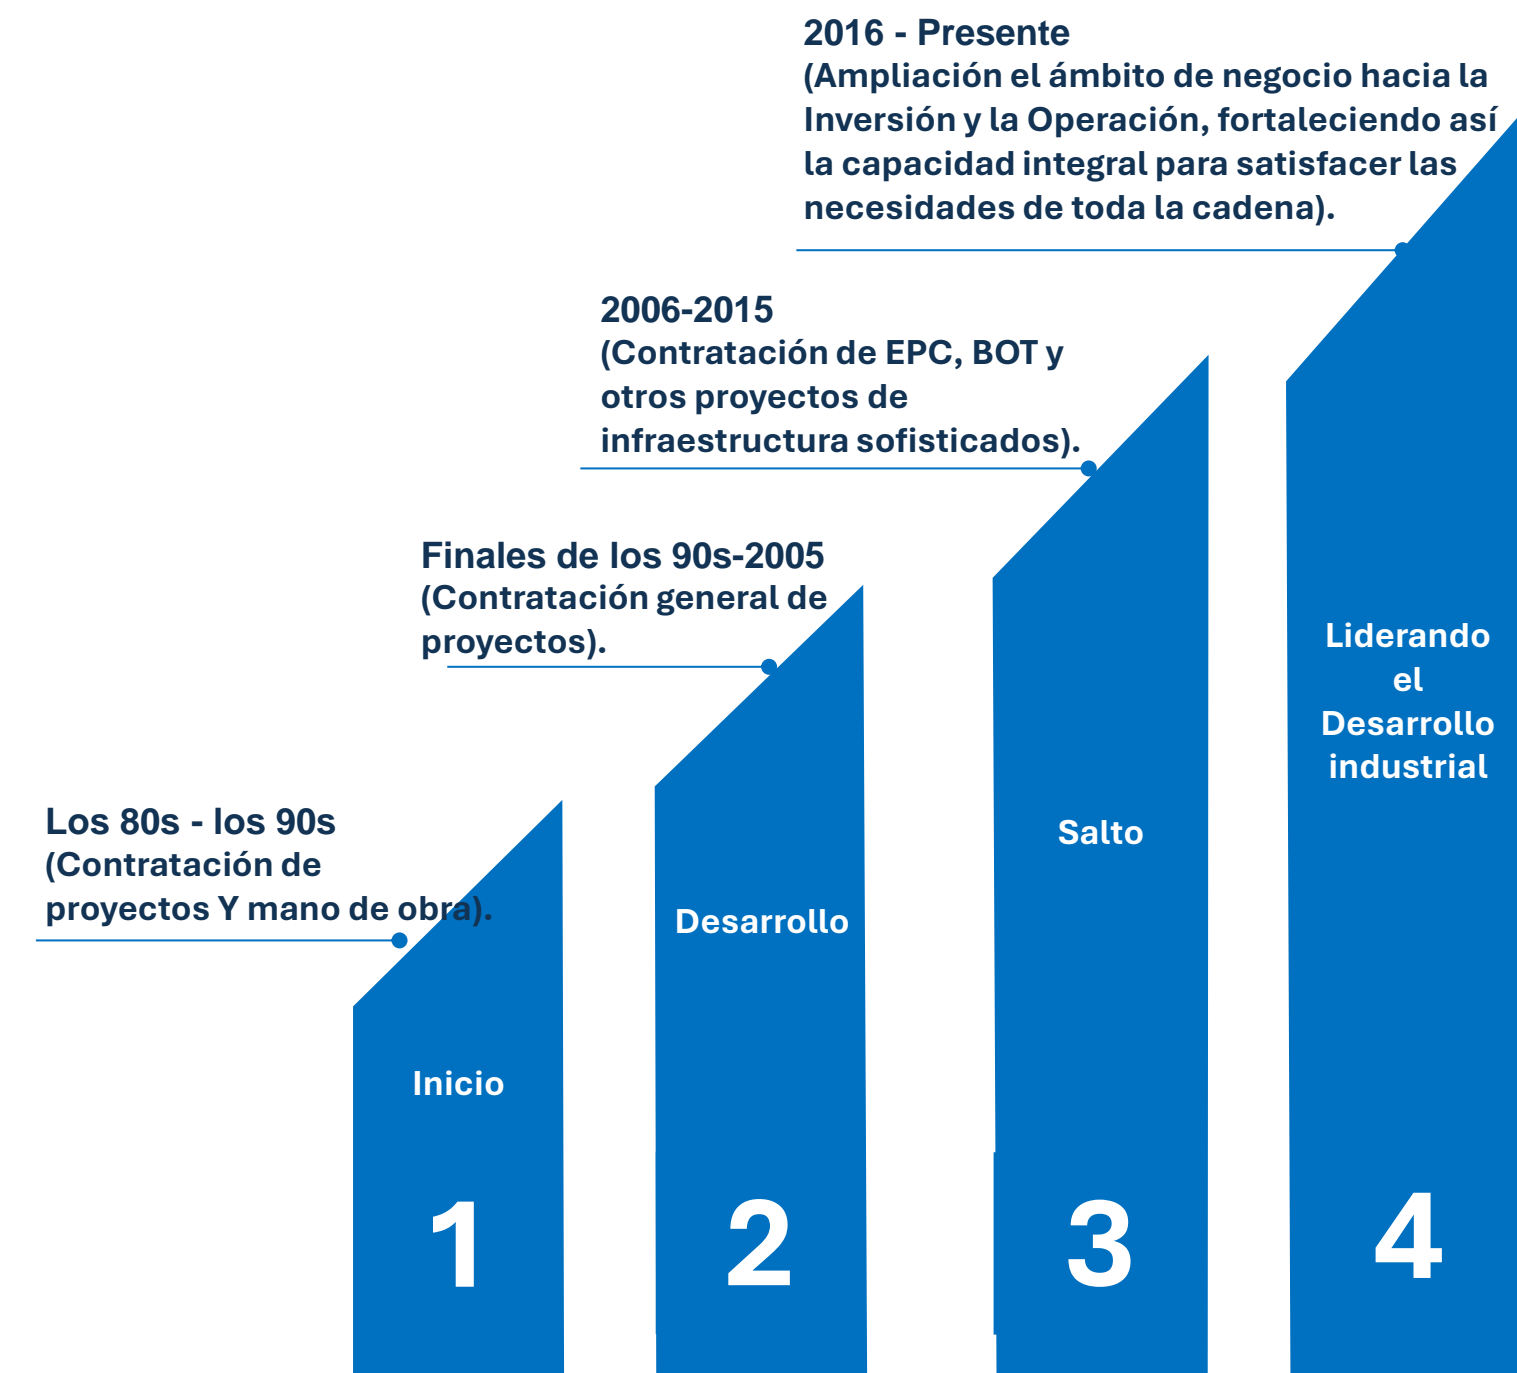 2016 - Presente
(Ampliación el ámbito de negocio hacia la
Inversión y la Operación, fortaleciendo así
la capacidad integral para satisfacer las
necesidades de toda la cadena).
2006-2015
(Contratación de EPC, BOT y
otros proyectos de
infraestructura sofisticados).
Finales de los 90s-2005
(Contratación general de
proyectos).
Los 80s - los 90s
(Contratación de
proyectos Y mano de obra).
Inicio
1
Desarrollo
2
Salto
3
Liderando
el
Desarrollo
industrial
4